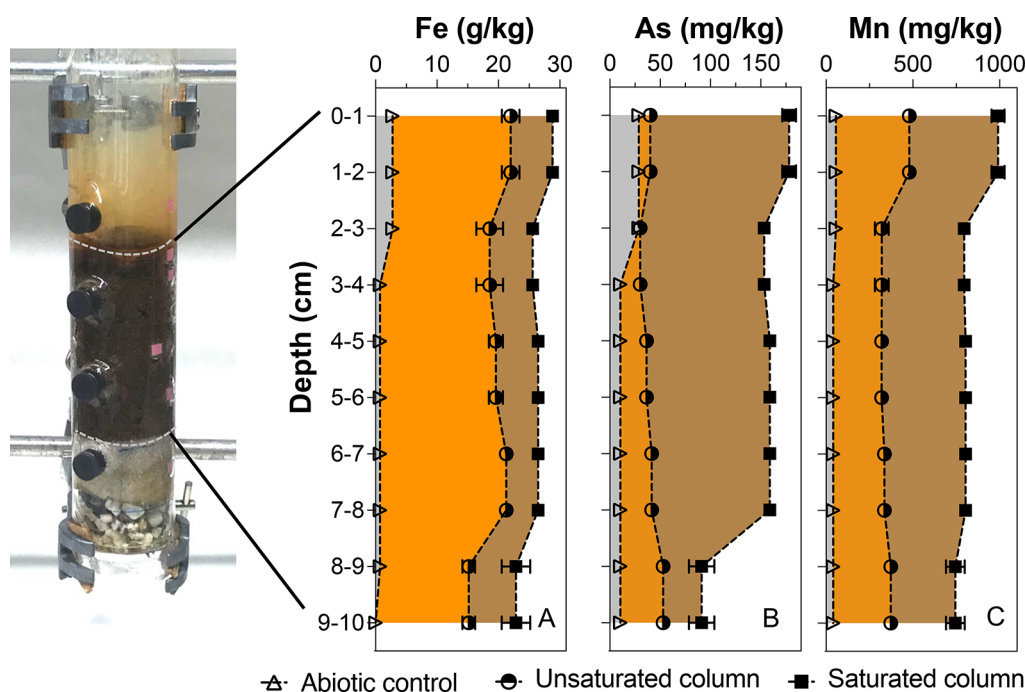 Fe (g/kg)
As (mg/kg)
Mn (mg/kg)
0 10 20 30
0 50 100 150
0 500 1000
Depth (cm)
0-1
1-2
2-3
3-4
4-5
5-6
6-7
7-8
8-9
9-10
A
B
C
Abiotic control
Unsaturated column
Saturated column